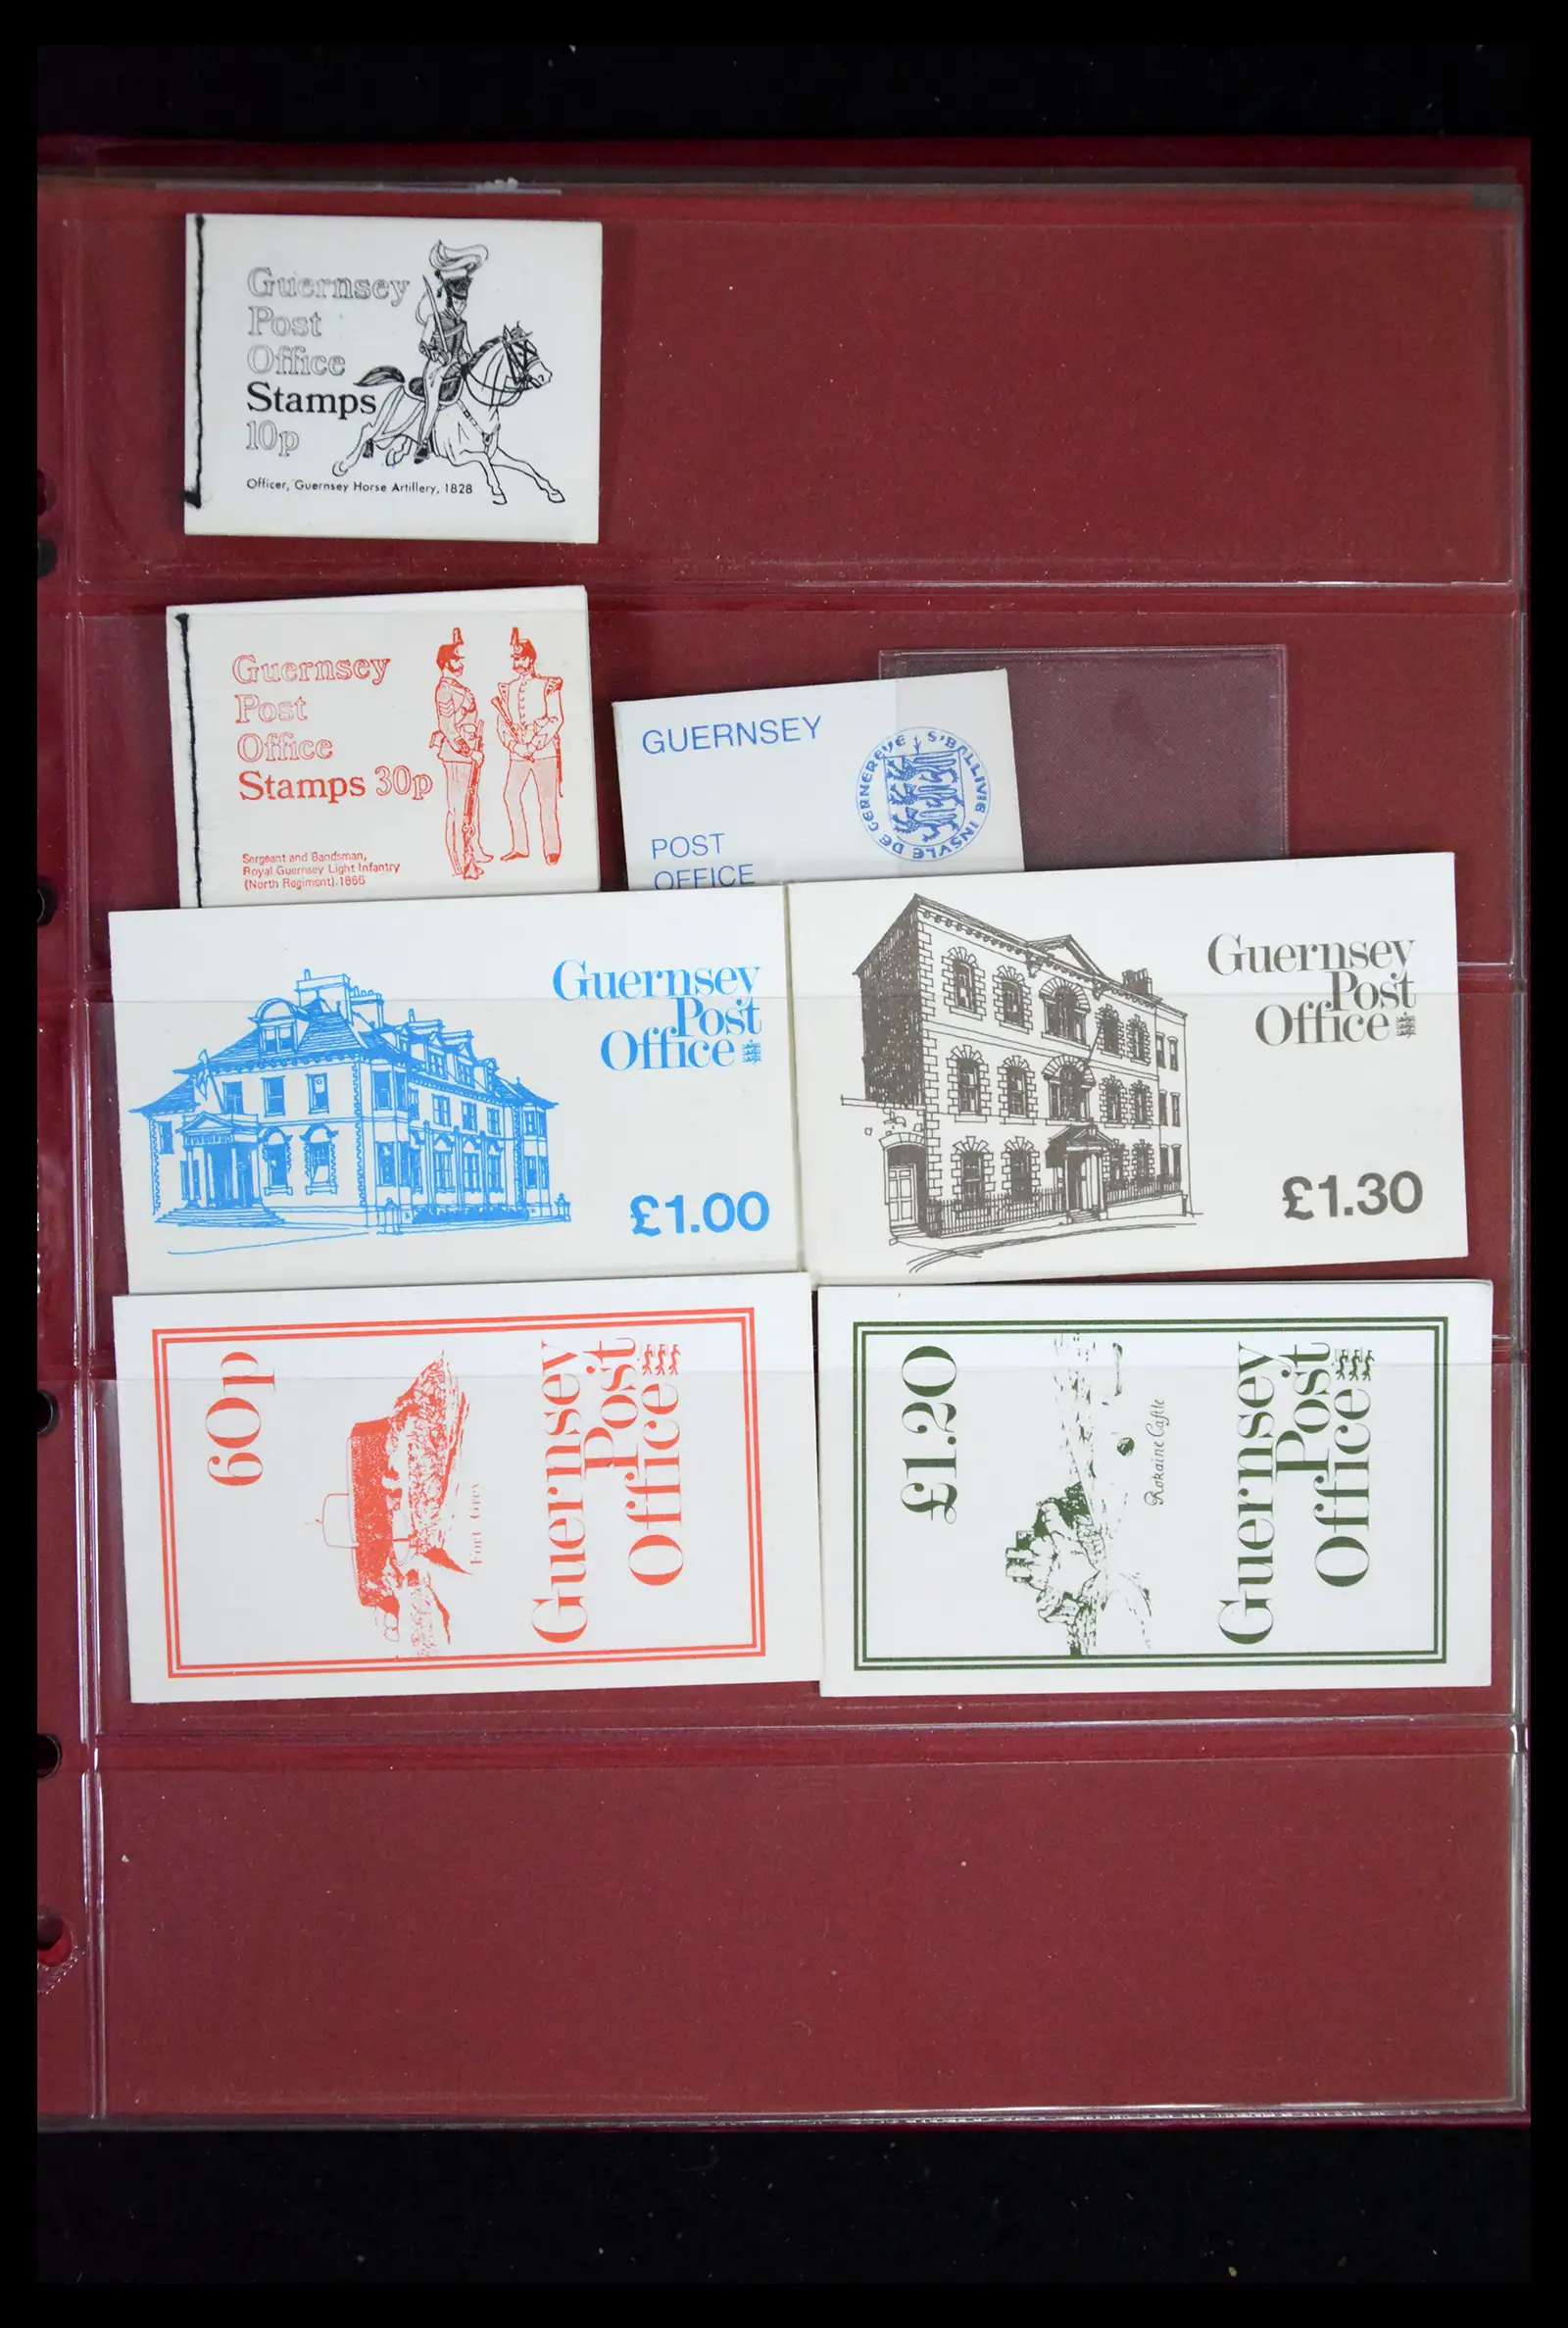 Guernsey
Post
Office
Stamps
10p
Officer, Guernsey Horse Artillery, 1828
Guernsey
Post
Office
Stamps 30p
Sergeant and Bandsman,
Royal Guernsey Light Infantry
(North Regiment).1866
GUERNSEY
S'BALLIVIE INSVLE DE GERNEREYE
POST
OFFICE
Guernsey
Post
Office
£1.00
Guernsey
Post
Office
£1.30
60p
Fort Grey
Guernsey
Post
Office
£1.20
Rokaine Castle
Guernsey
Post
Office